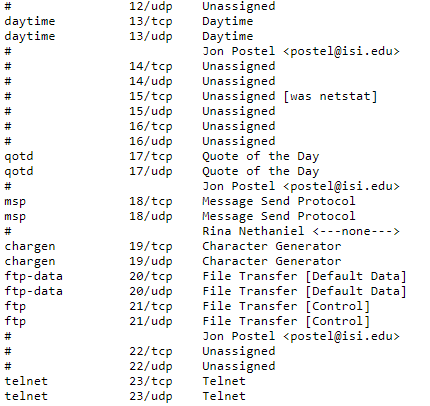 # 12/udp Unassigned
daytime 13/tcp Daytime
daytime 13/udp Daytime
# Jon Postel <postel@isi.edu>
# 14/tcp Unassigned
# 14/udp Unassigned
# 15/tcp Unassigned [was netstat]
# 15/udp Unassigned
# 16/tcp Unassigned
# 16/udp Unassigned
qotd 17/tcp Quote of the Day
qotd 17/udp Quote of the Day
# Jon Postel <postel@isi.edu>
msp 18/tcp Message Send Protocol
msp 18/udp Message Send Protocol
# Rina Nethaniel <---none--->
chargen 19/tcp Character Generator
chargen 19/udp Character Generator
ftp-data 20/tcp File Transfer [Default Data]
ftp-data 20/udp File Transfer [Default Data]
ftp 21/tcp File Transfer [Control]
ftp 21/udp File Transfer [Control]
# Jon Postel <postel@isi.edu>
# 22/tcp Unassigned
# 22/udp Unassigned
telnet 23/tcp Telnet
telnet 23/udp Telnet